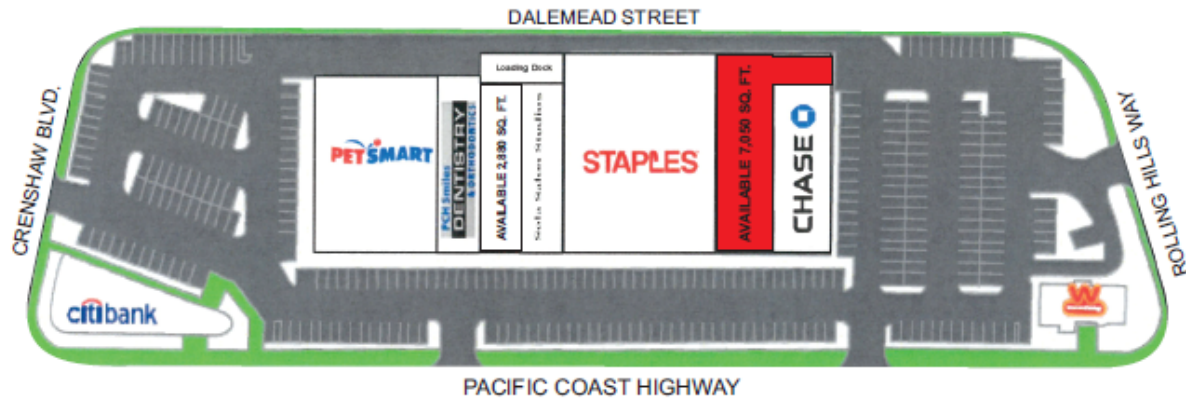 DALEMEAD STREET
CRENSHAW BLVD.
ROLLING HILLS WAY
Loading Dock
PETSMART
PCH Smiles
DENTISTRY
& ORTHODONTICS
AVAILABLE 2,880 SQ. FT.
STAPLES
AVAILABLE 7,050 SQ. FT.
CHASE
citibank
W
PACIFIC COAST HIGHWAY